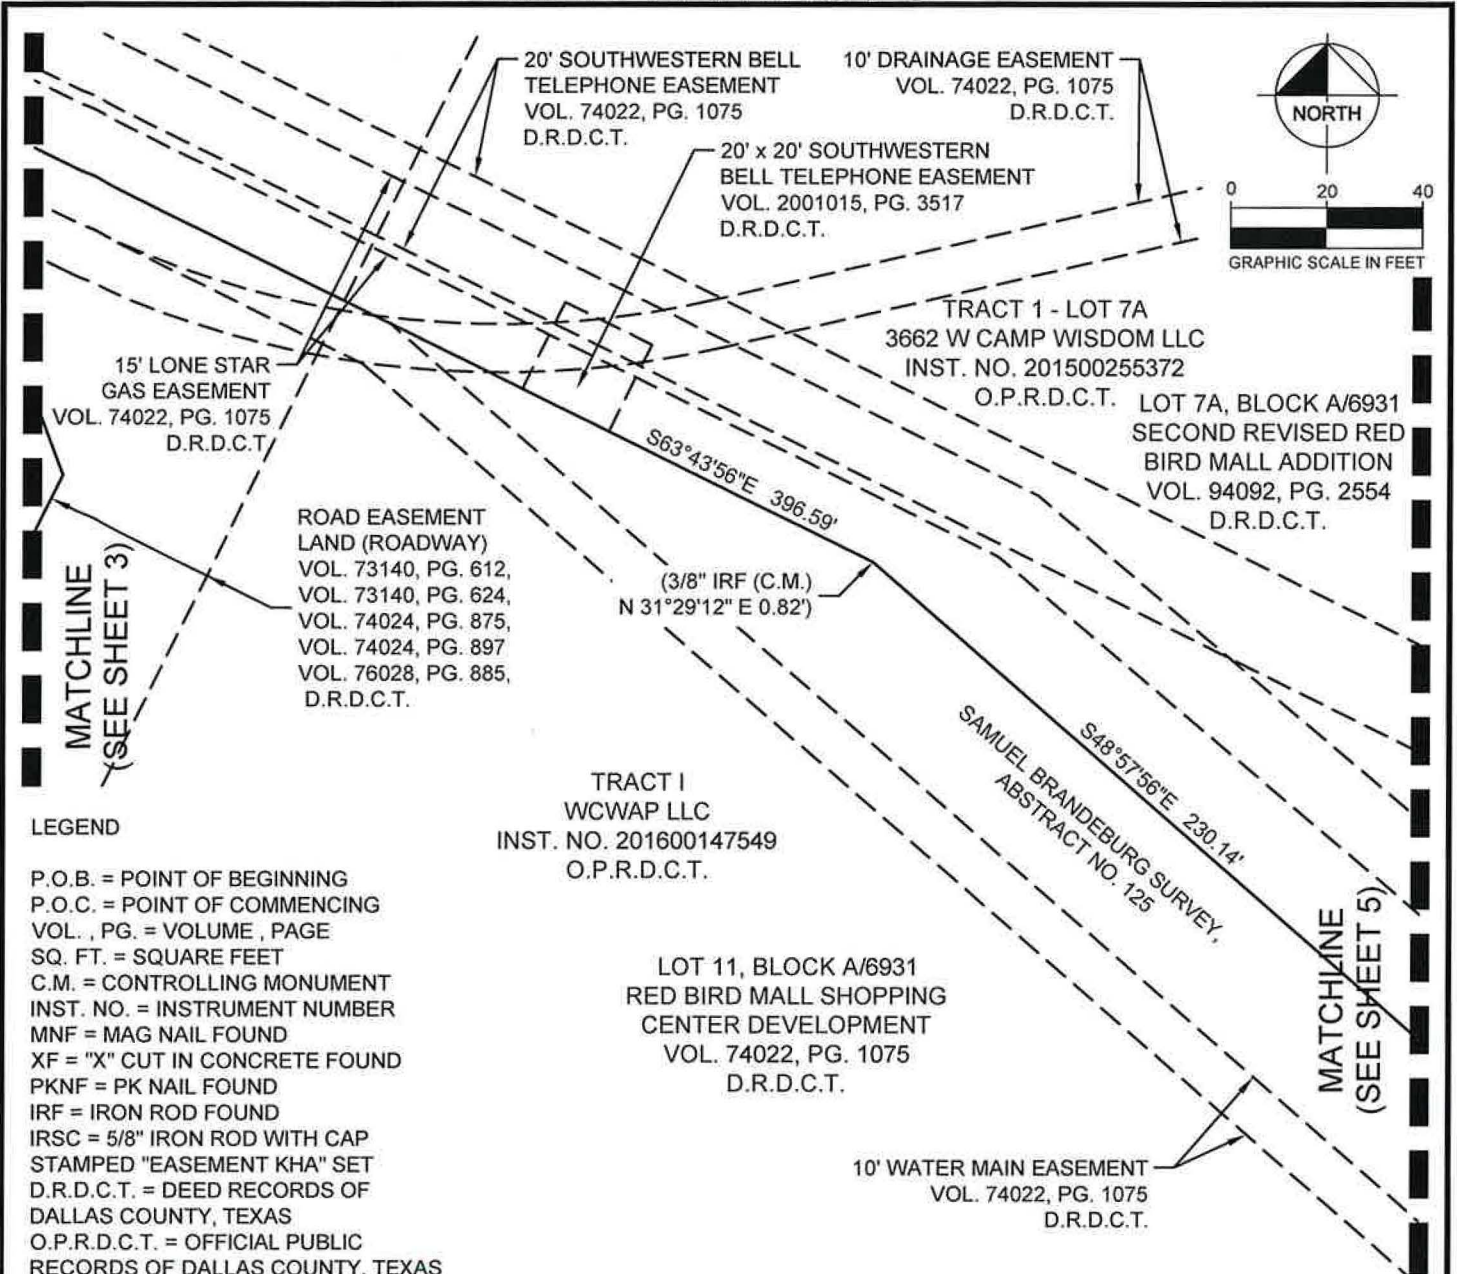 20' SOUTHWESTERN BELL
TELEPHONE EASEMENT
VOL. 74022, PG. 1075
D.R.D.C.T.
10' DRAINAGE EASEMENT
VOL. 74022, PG. 1075
D.R.D.C.T.
NORTH
20' x 20' SOUTHWESTERN
BELL TELEPHONE EASEMENT
VOL. 2001015, PG. 3517
D.R.D.C.T.
0 20 40
GRAPHIC SCALE IN FEET
TRACT 1 - LOT 7A
3662 W CAMP WISDOM LLC
INST. NO. 201500255372
O.P.R.D.C.T.
15' LONE STAR
GAS EASEMENT
VOL. 74022, PG. 1075
D.R.D.C.T.
LOT 7A, BLOCK A/6931
SECOND REVISED RED
BIRD MALL ADDITION
VOL. 94092, PG. 2554
D.R.D.C.T.
S63°43'56"E 396.59'
ROAD EASEMENT
LAND (ROADWAY)
VOL. 73140, PG. 612,
VOL. 73140, PG. 624,
VOL. 74024, PG. 875,
VOL. 74024, PG. 897
VOL. 76028, PG. 885,
D.R.D.C.T.
(3/8" IRF (C.M.)
N 31°29'12" E 0.82')
MATCHLINE
(SEE SHEET 3)
S48°57'56"E 230.14'
SAMUEL BRANDEBURG SURVEY,
ABSTRACT NO. 125
TRACT I
WCWAP LLC
INST. NO. 201600147549
O.P.R.D.C.T.
LEGEND
P.O.B. = POINT OF BEGINNING
P.O.C. = POINT OF COMMENCING
VOL. , PG. = VOLUME , PAGE
SQ. FT. = SQUARE FEET
C.M. = CONTROLLING MONUMENT
INST. NO. = INSTRUMENT NUMBER
MNF = MAG NAIL FOUND
XF = "X" CUT IN CONCRETE FOUND
PKNF = PK NAIL FOUND
IRF = IRON ROD FOUND
IRSC = 5/8" IRON ROD WITH CAP
STAMPED "EASEMENT KHA" SET
D.R.D.C.T. = DEED RECORDS OF
DALLAS COUNTY, TEXAS
O.P.R.D.C.T. = OFFICIAL PUBLIC
RECORDS OF DALLAS COUNTY, TEXAS
LOT 11, BLOCK A/6931
RED BIRD MALL SHOPPING
CENTER DEVELOPMENT
VOL. 74022, PG. 1075
D.R.D.C.T.
MATCHLINE
(SEE SHEET 5)
10' WATER MAIN EASEMENT
VOL. 74022, PG. 1075
D.R.D.C.T.